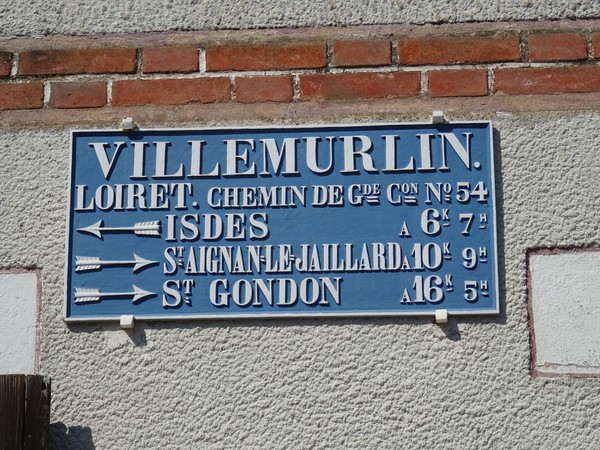 VILLEMURLIN.
LOIRET. CHEMIN DE GDE CON NO 54
ISDES A 6K 7H
ST AIGNAN-LE-JAILLARD A 10K 9H
ST GONDON A 16K 5H